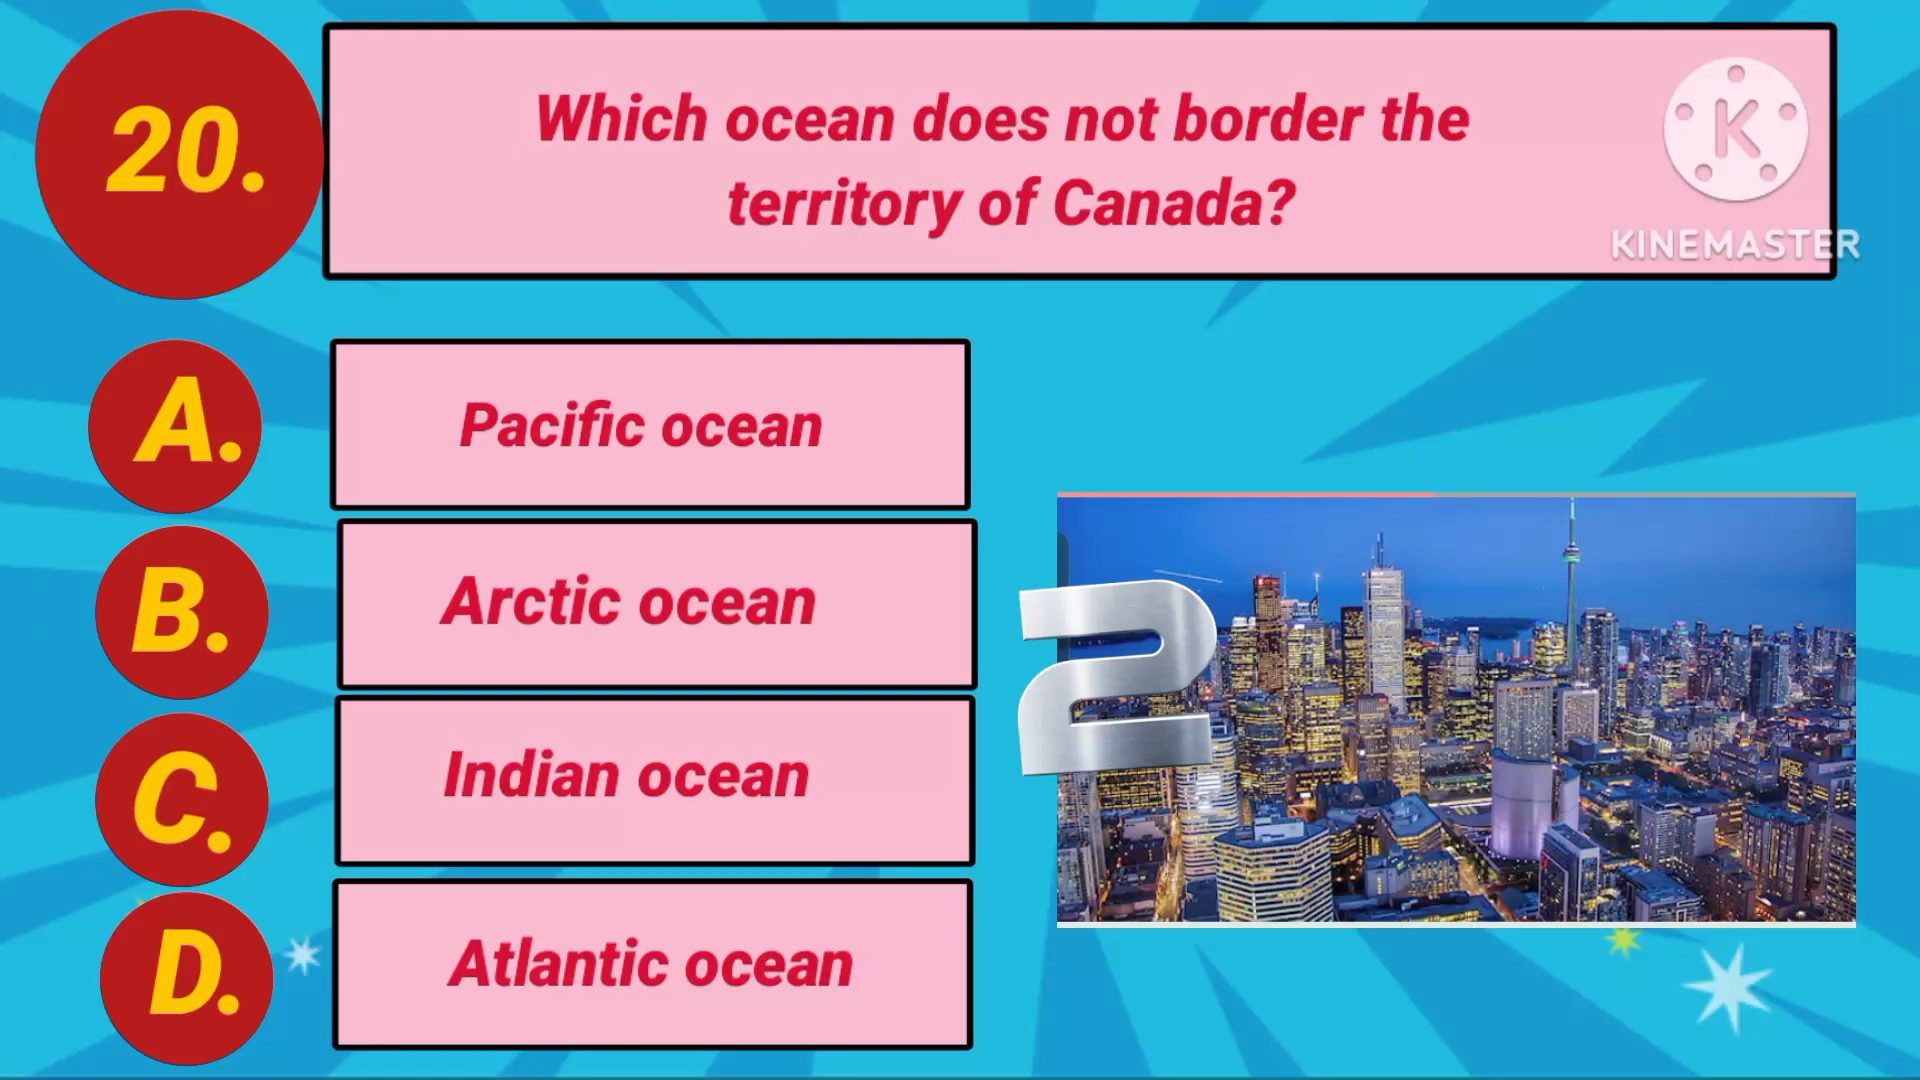 20.
Which ocean does not border the
territory of Canada?
K
KINEMASTER
A.
Pacific ocean
B.
Arctic ocean
C.
Indian ocean
D.
Atlantic ocean
2